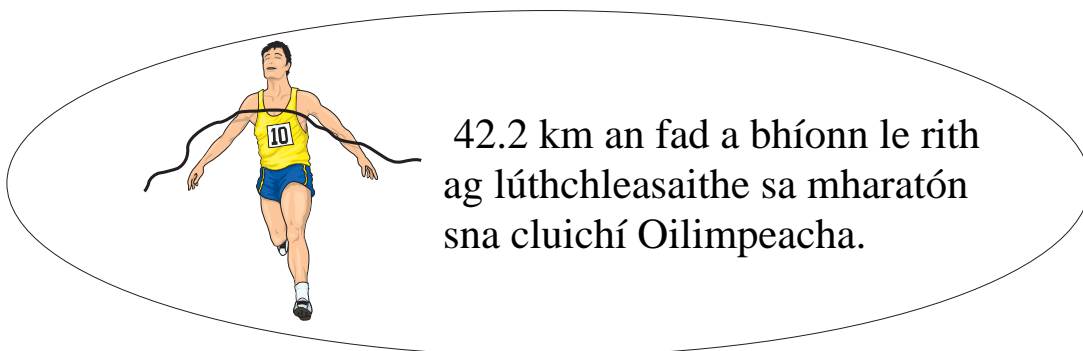 10
42.2 km an fad a bhíonn le rith
ag lúthchleasaithe sa mharatón
sna cluichí Oilimpeacha.